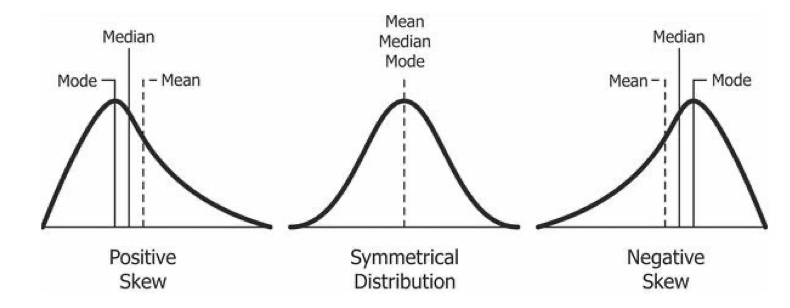 Median
Mode
Mean
Positive
Skew
Mean
Median
Mode
Symmetrical
Distribution
Median
Mean
Mode
Negative
Skew